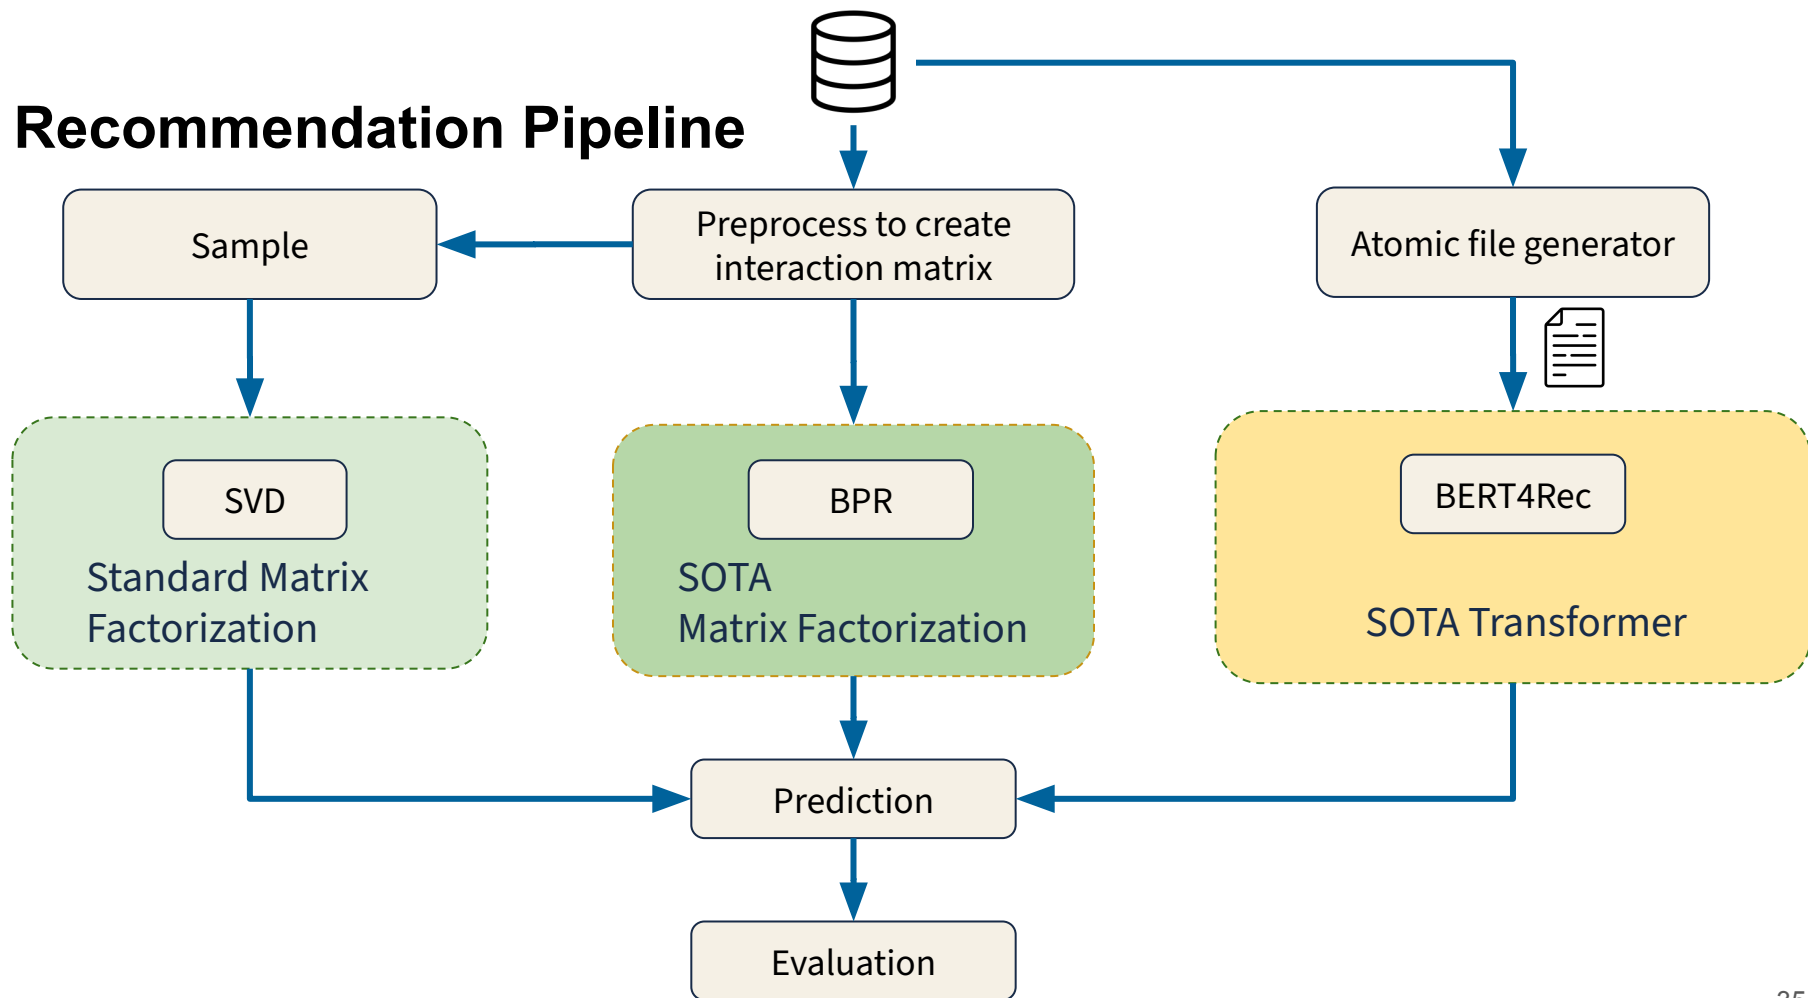 Recommendation Pipeline
Sample
Preprocess to create
interaction matrix
Atomic file generator
SVD
Standard Matrix
Factorization
BPR
SOTA
Matrix Factorization
BERT4Rec
SOTA Transformer
Prediction
Evaluation